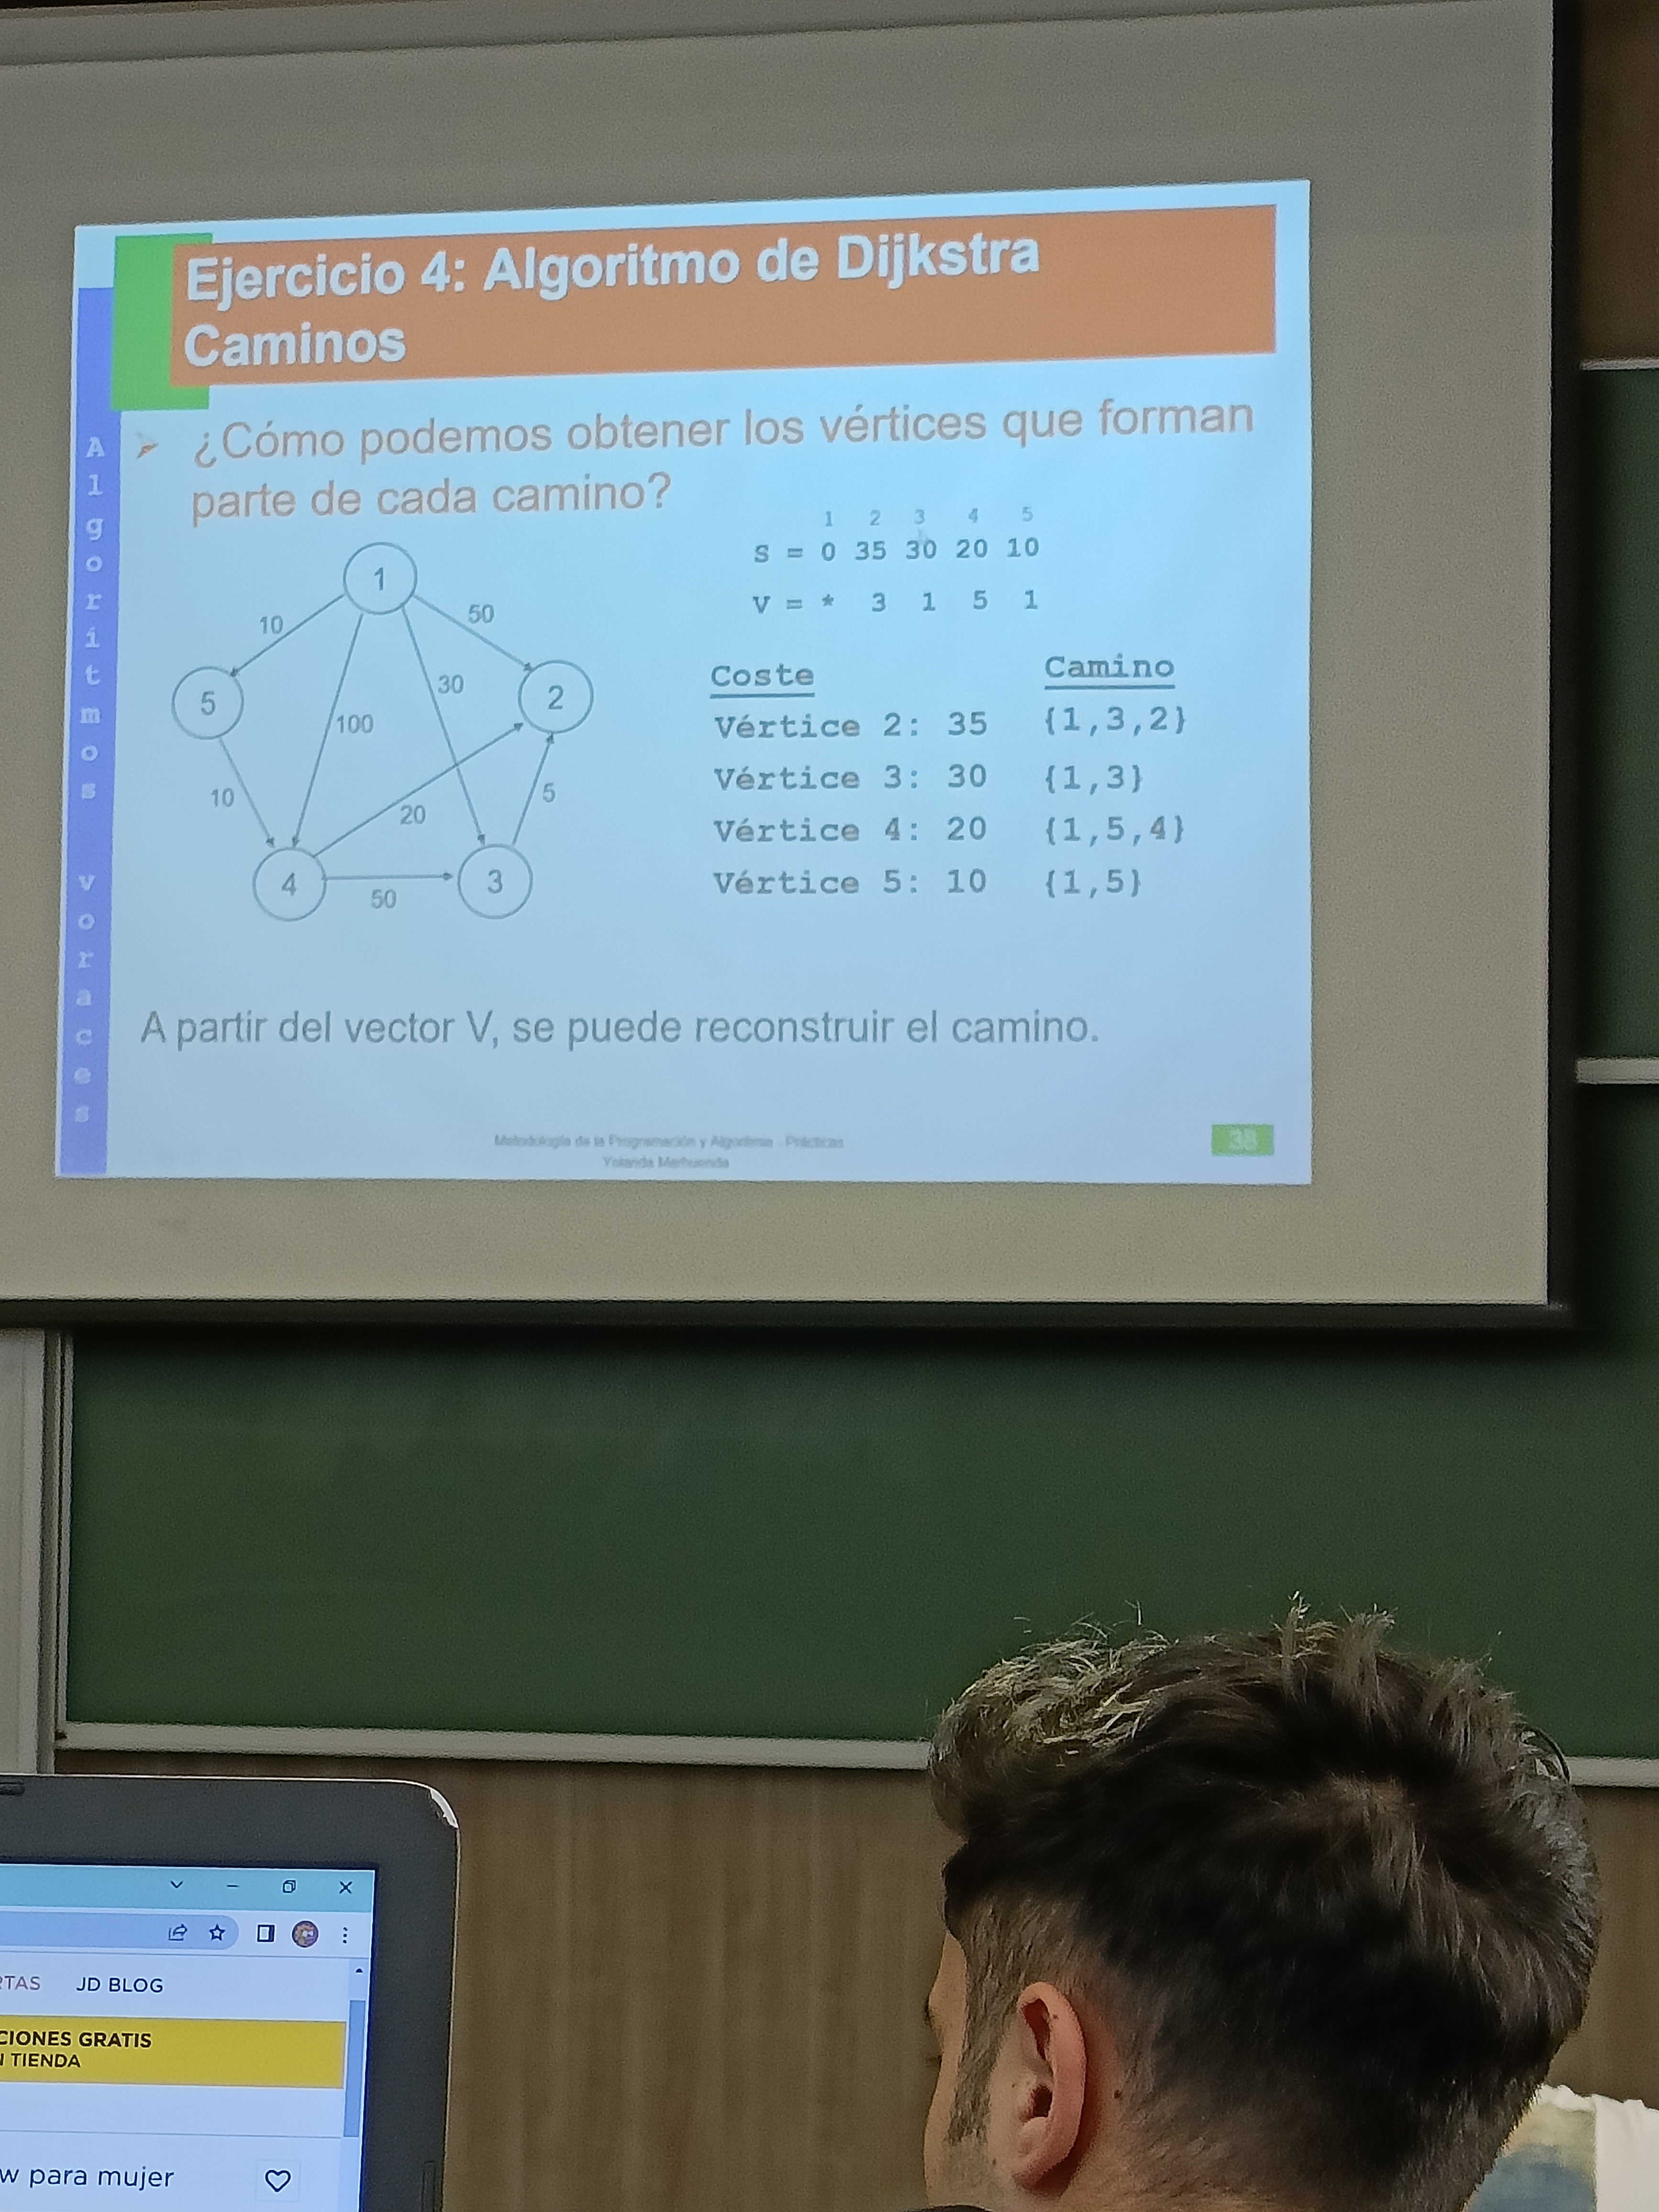 Ejercicio 4: Algoritmo de Dijkstra
Caminos
Algoritmos voraces
¿Cómo podemos obtener los vértices que forman
parte de cada camino?
1 2 3 4 5
S = 0 35 30 20 10
V = * 3 1 5 1
1
10
50
5
30
2
100
10
20
5
4
50
3
Coste Camino
Vértice 2: 35 {1,3,2}
Vértice 3: 30 {1,3}
Vértice 4: 20 {1,5,4}
Vértice 5: 10 {1,5}
A partir del vector V, se puede reconstruir el camino.
Metodología de la Programación y Algoritmia - Prácticas
Yolanda Marhuenda
38
RTAS JD BLOG
CIONES GRATIS
N TIENDA
w para mujer